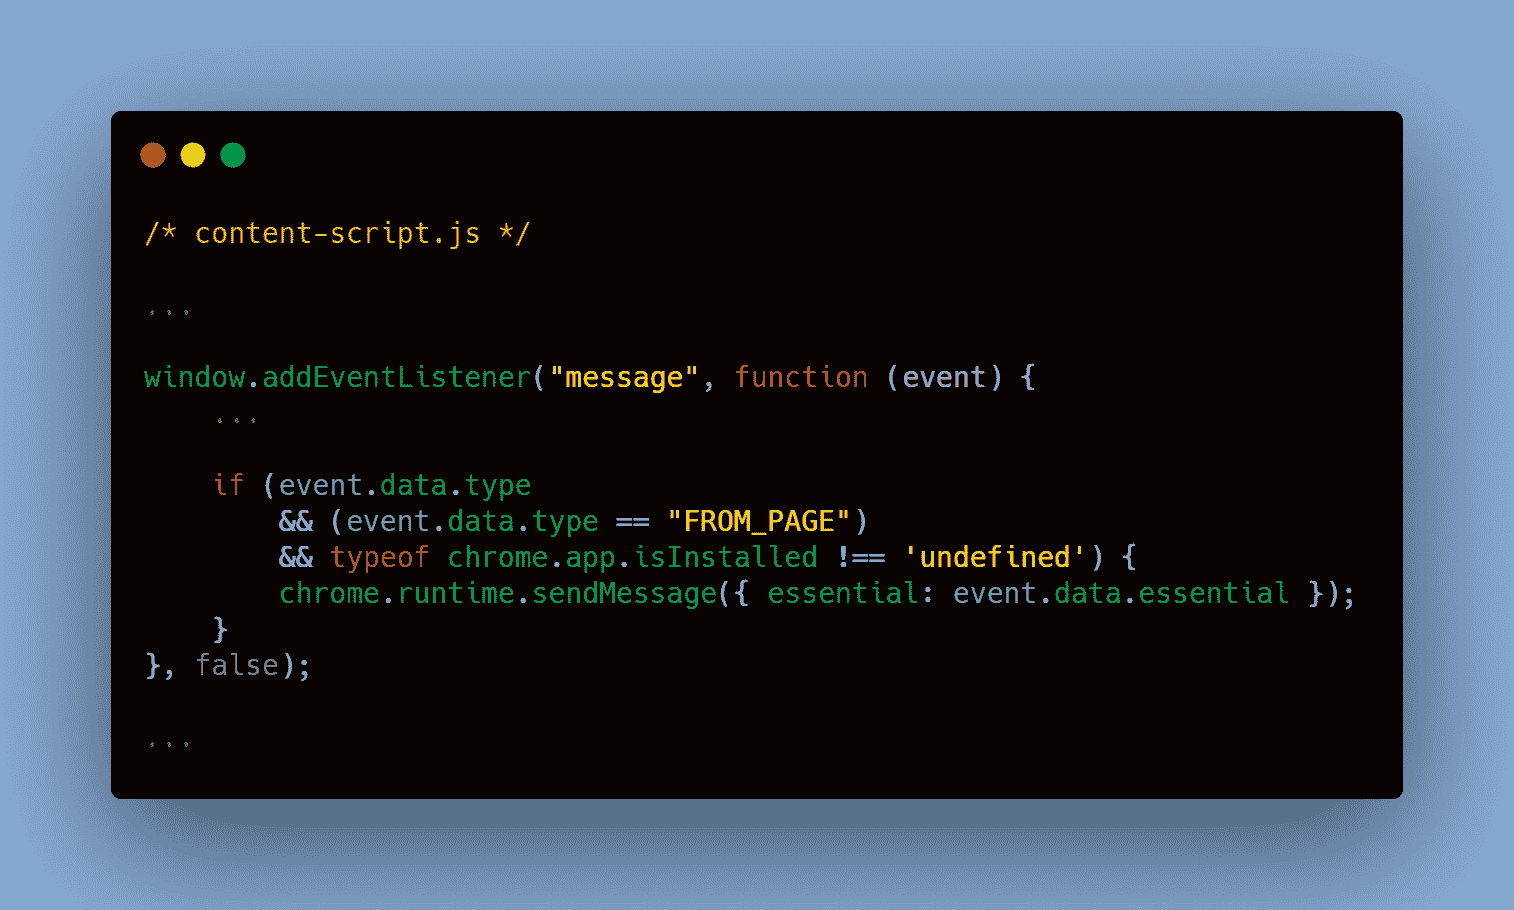 /* content-script.js */
...
window.addEventListener("message", function (event) {
...
if (event.data.type
&& (event.data.type == "FROM_PAGE")
&& typeof chrome.app.isInstalled !== 'undefined') {
chrome.runtime.sendMessage({ essential: event.data.essential });
}
}, false);
...